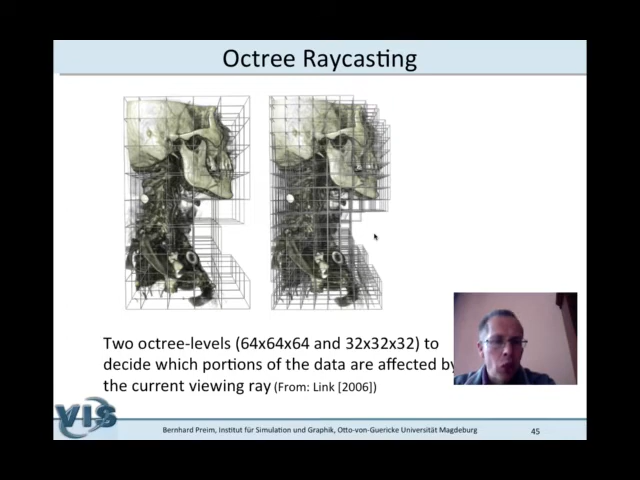 Octree Raycasting
Two octree-levels (64x64x64 and 32x32x32) to
decide which portions of the data are affected by
the current viewing ray (From: Link [2006])
VIS
Bernhard Preim, Institut für Simulation und Graphik, Otto-von-Guericke Universität Magdeburg
45